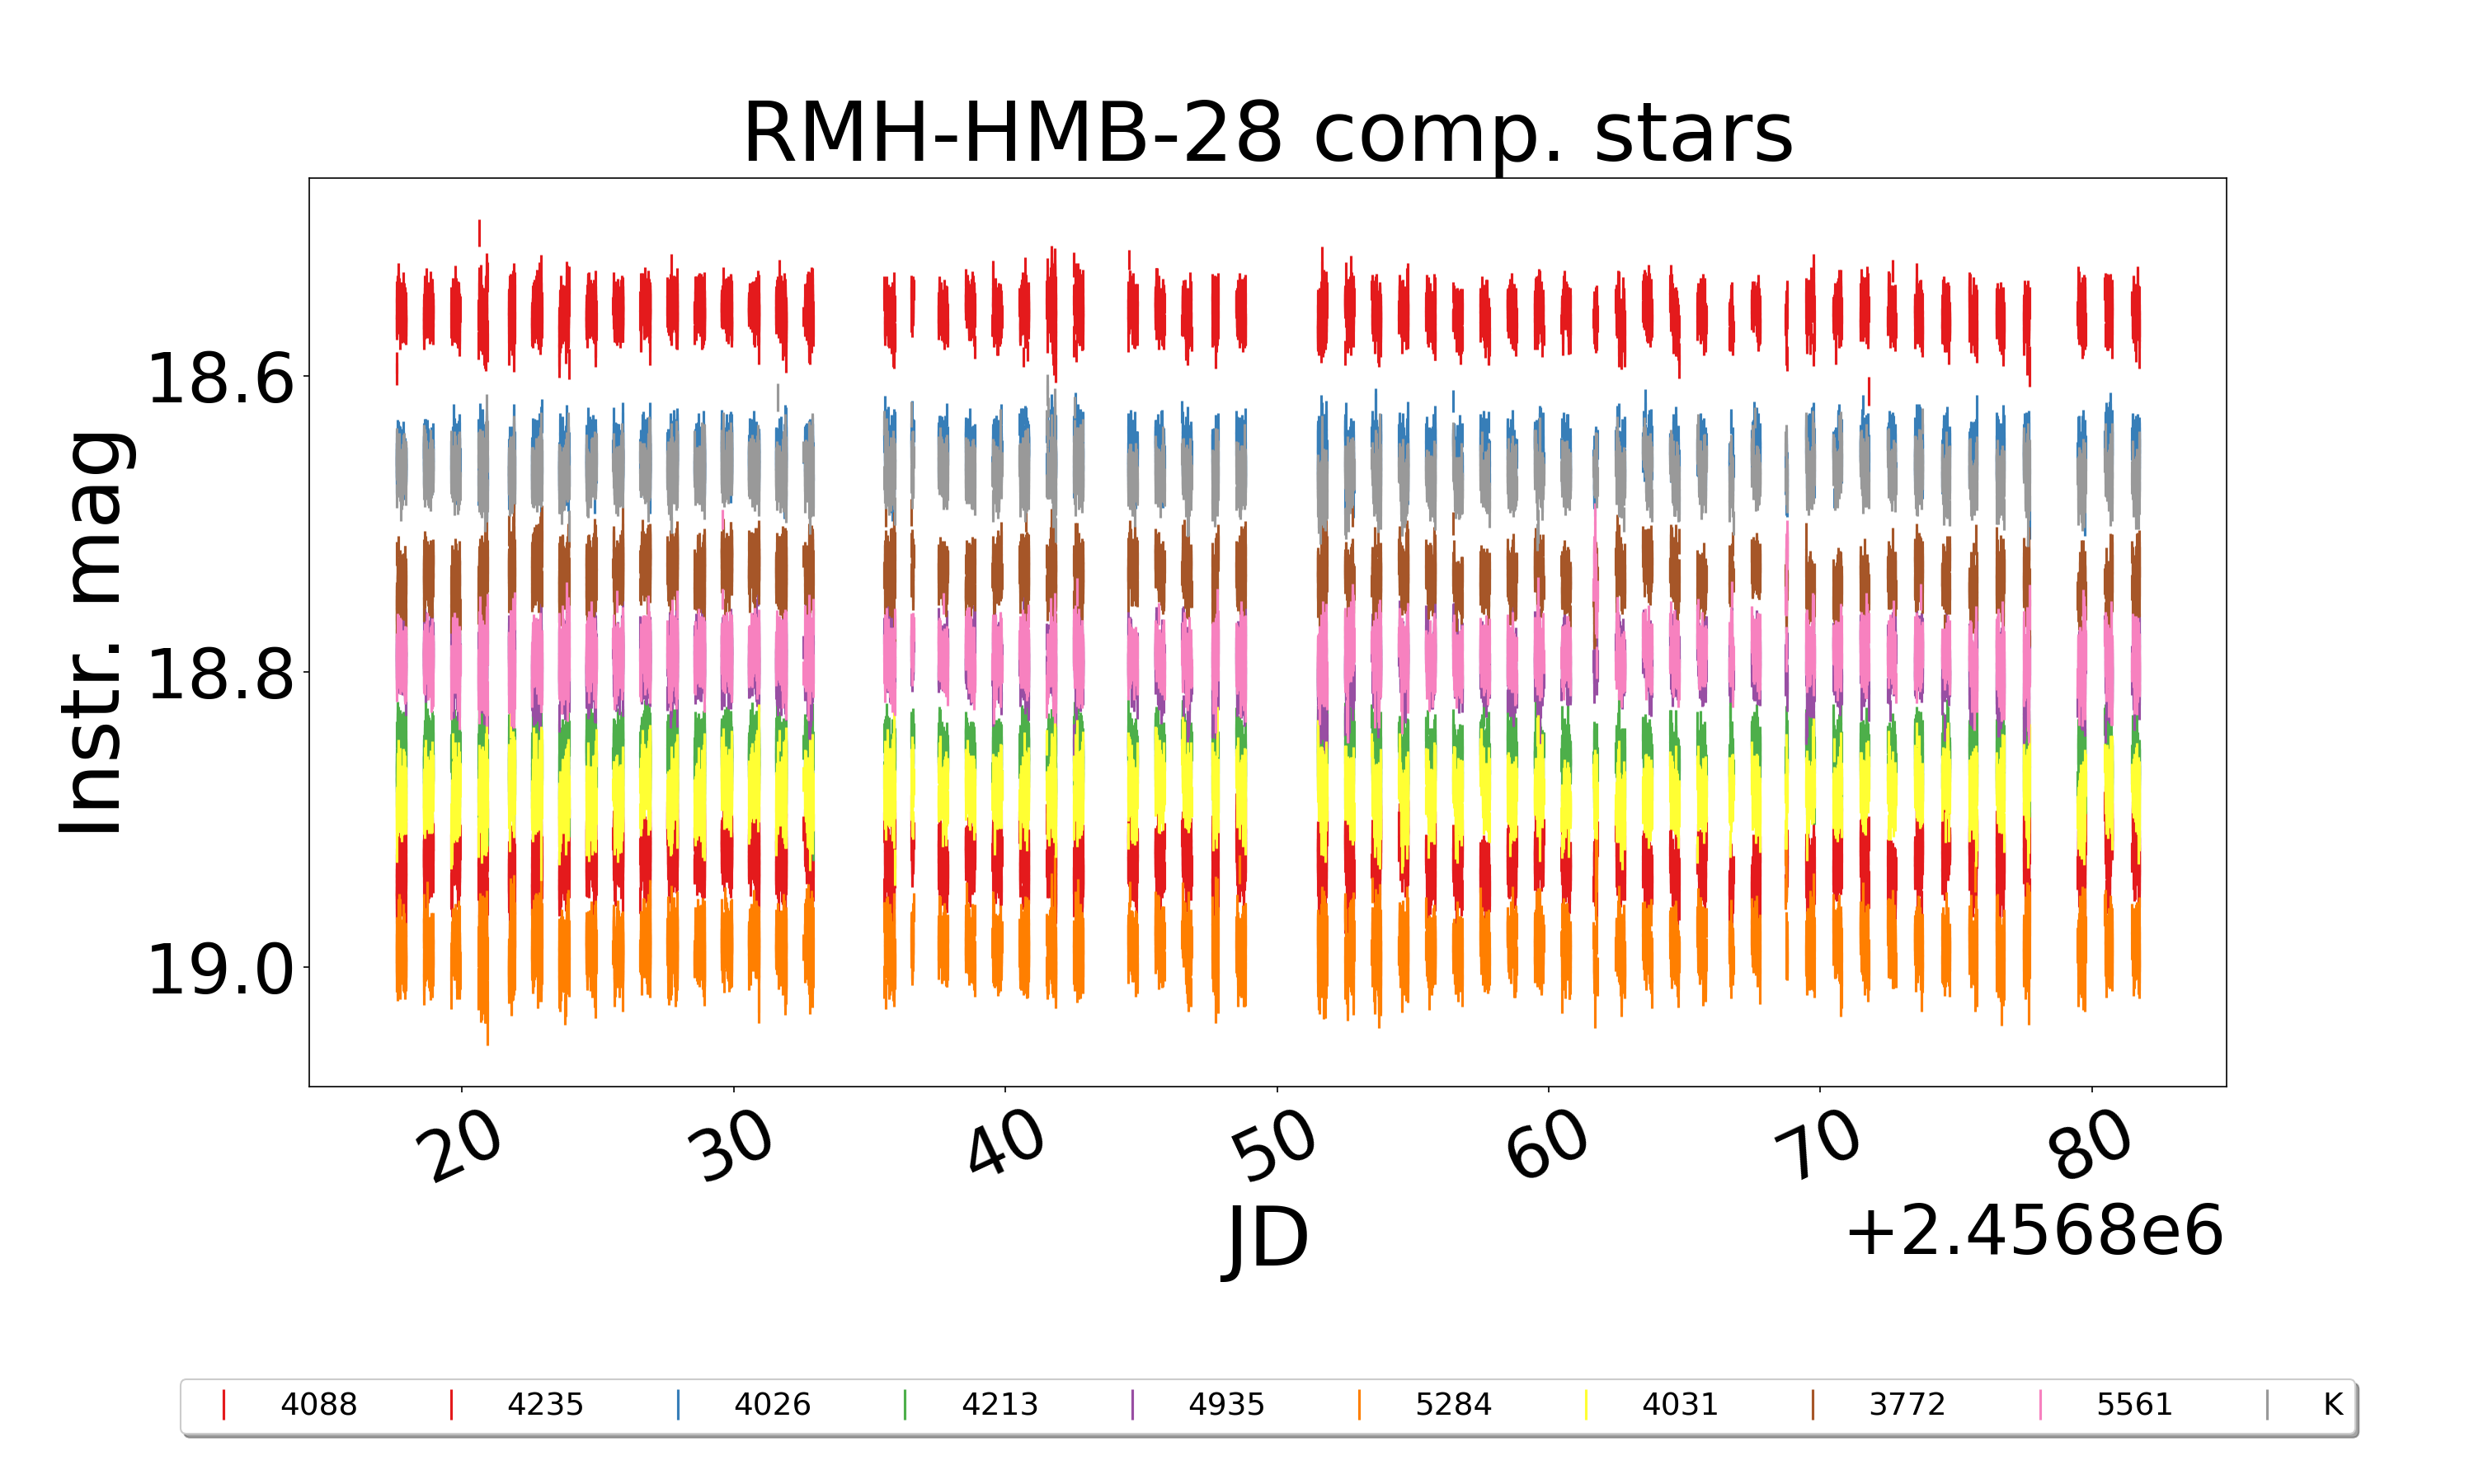 RMH-HMB-28 comp. stars
Instr. mag
18.6
18.8
19.0
20 30 40 50 60 70 80
JD
+2.4568e6
4088 4235 4026 4213 4935 5284 4031 3772 5561 K